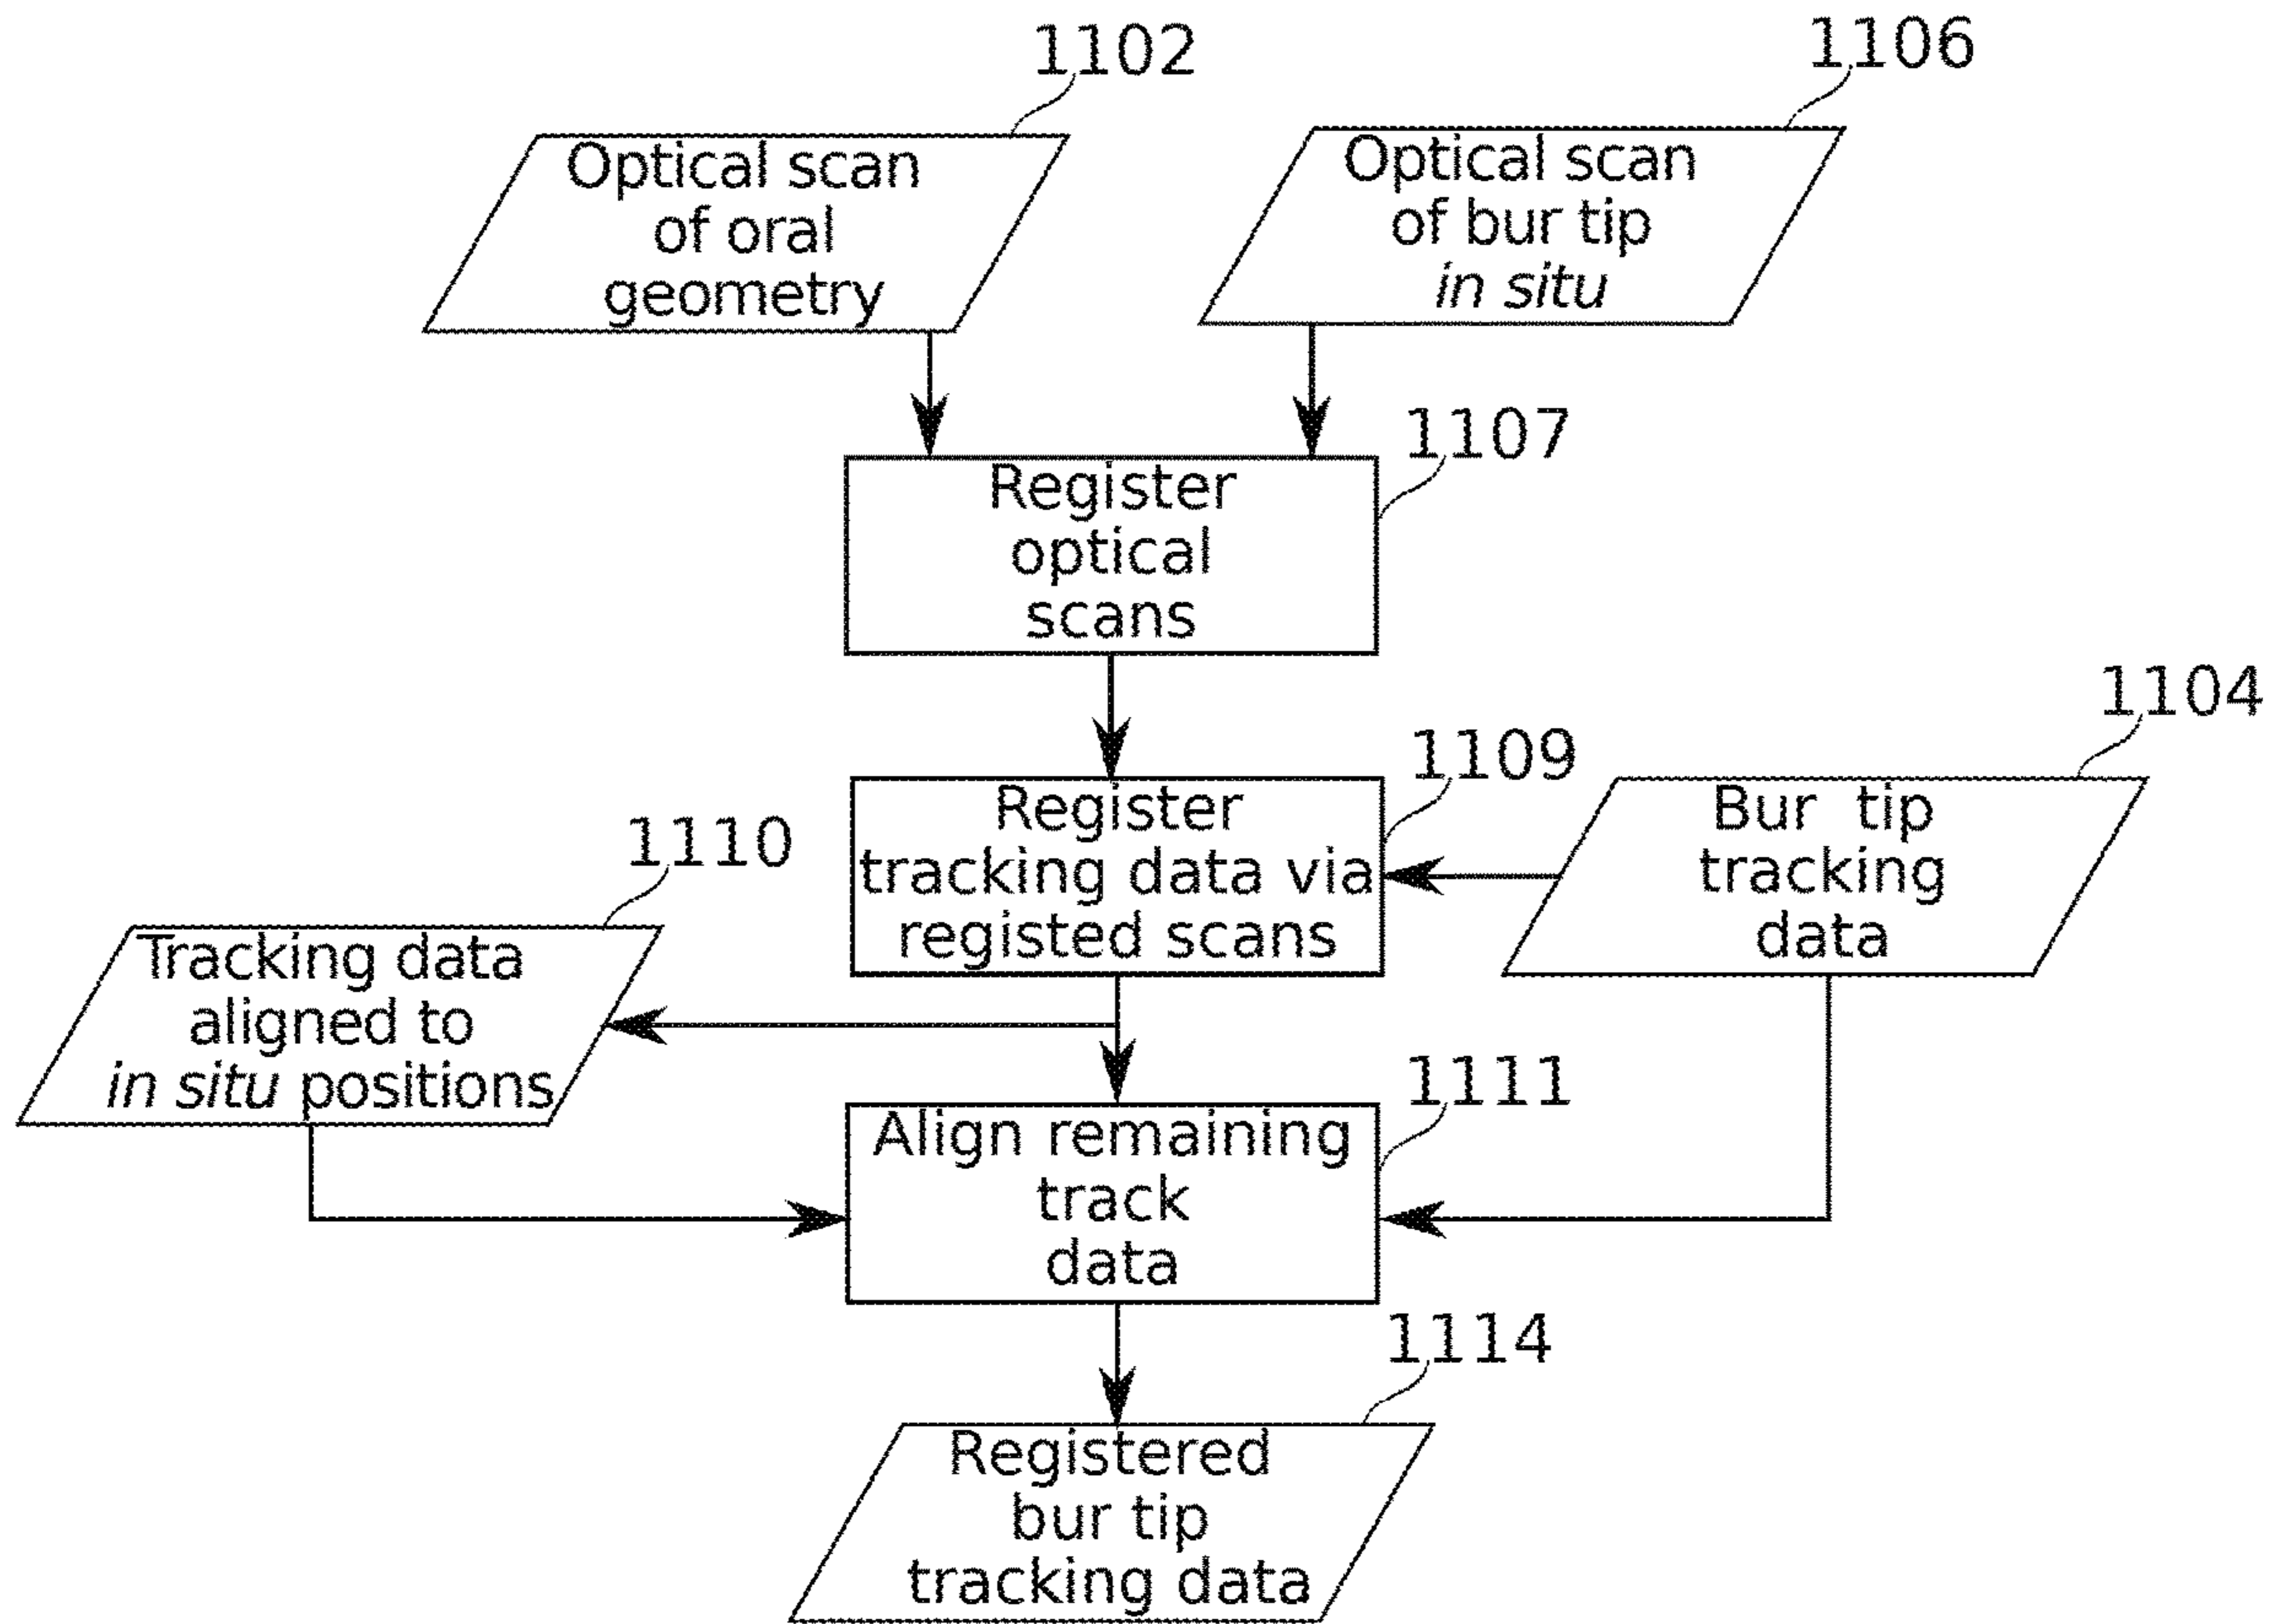 1102
Optical scan
of oral
geometry
1106
Optical scan
of bur tip
in situ
1107
Register
optical
scans
1109
Register
tracking data via
registed scans
1104
Bur tip
tracking
data
1110
Tracking data
aligned to
in situ positions
1111
Align remaining
track
data
1114
Registered
bur tip
tracking data